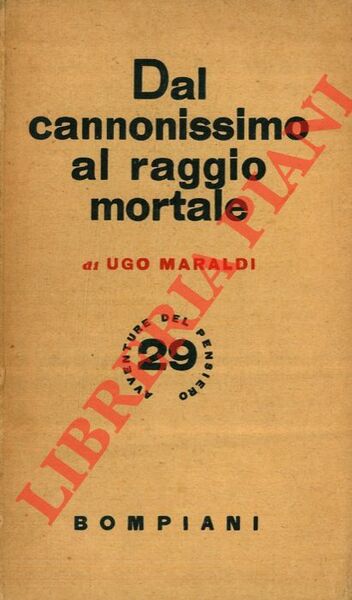 Dal
cannonissimo
al raggio
mortale
di UGO MARALDI
AVVENTURE DEL PENSIERO
29
BOMPIANI
LIBRERIA PIANI